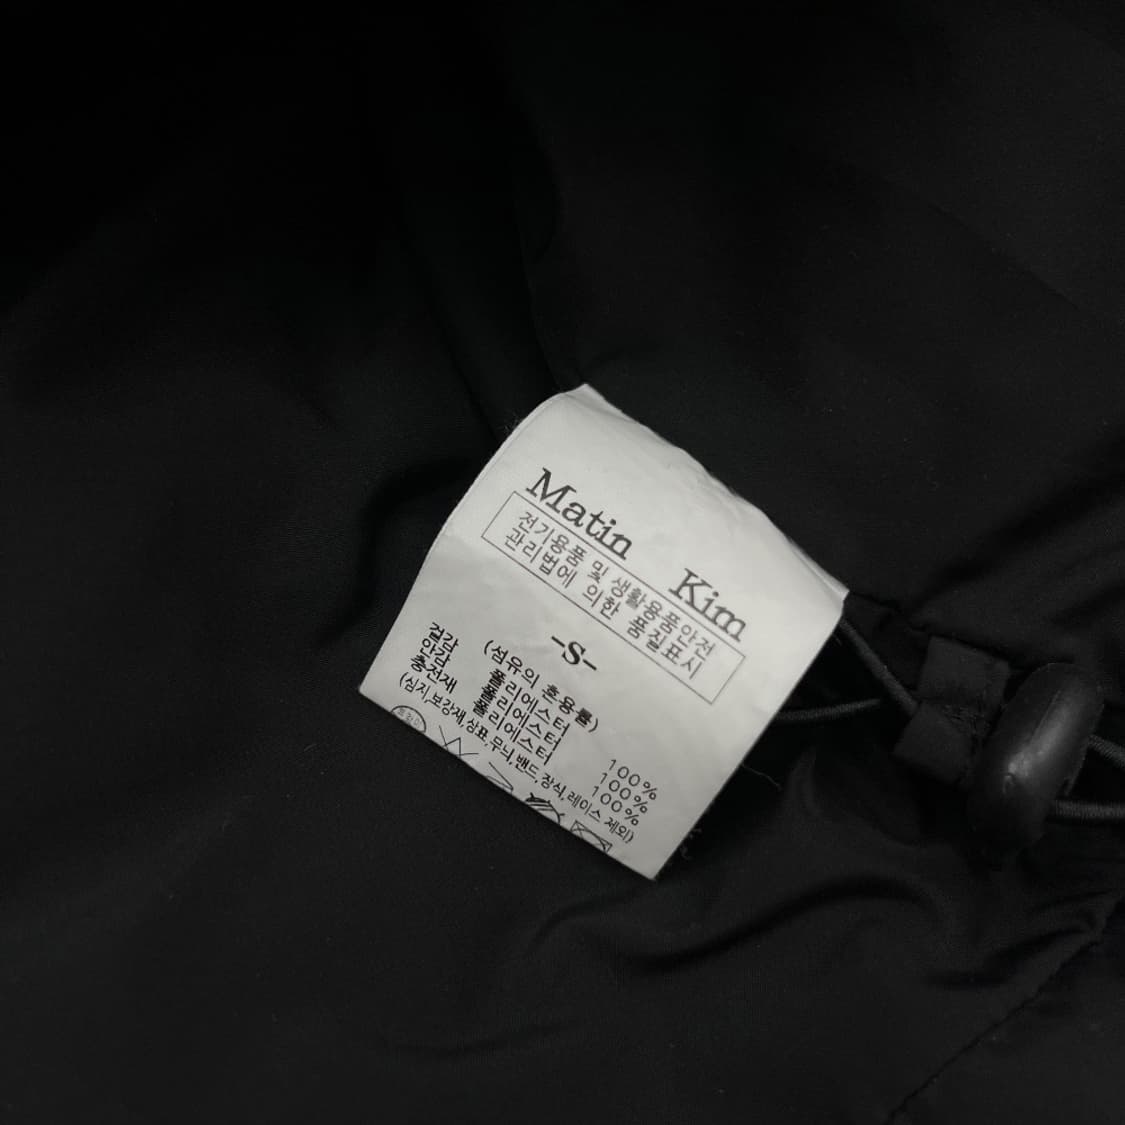 Matin Kim
전기용품 및 생활용품안전
관리법에 의한 품질표시
-S-
(섬유의 혼용률)
겉감 폴리에스터 100%
안감 폴리에스터 100%
충전재 폴리에스터 100%
(심지,보강재,상표,무늬,밴드,장식,레이스 제외)